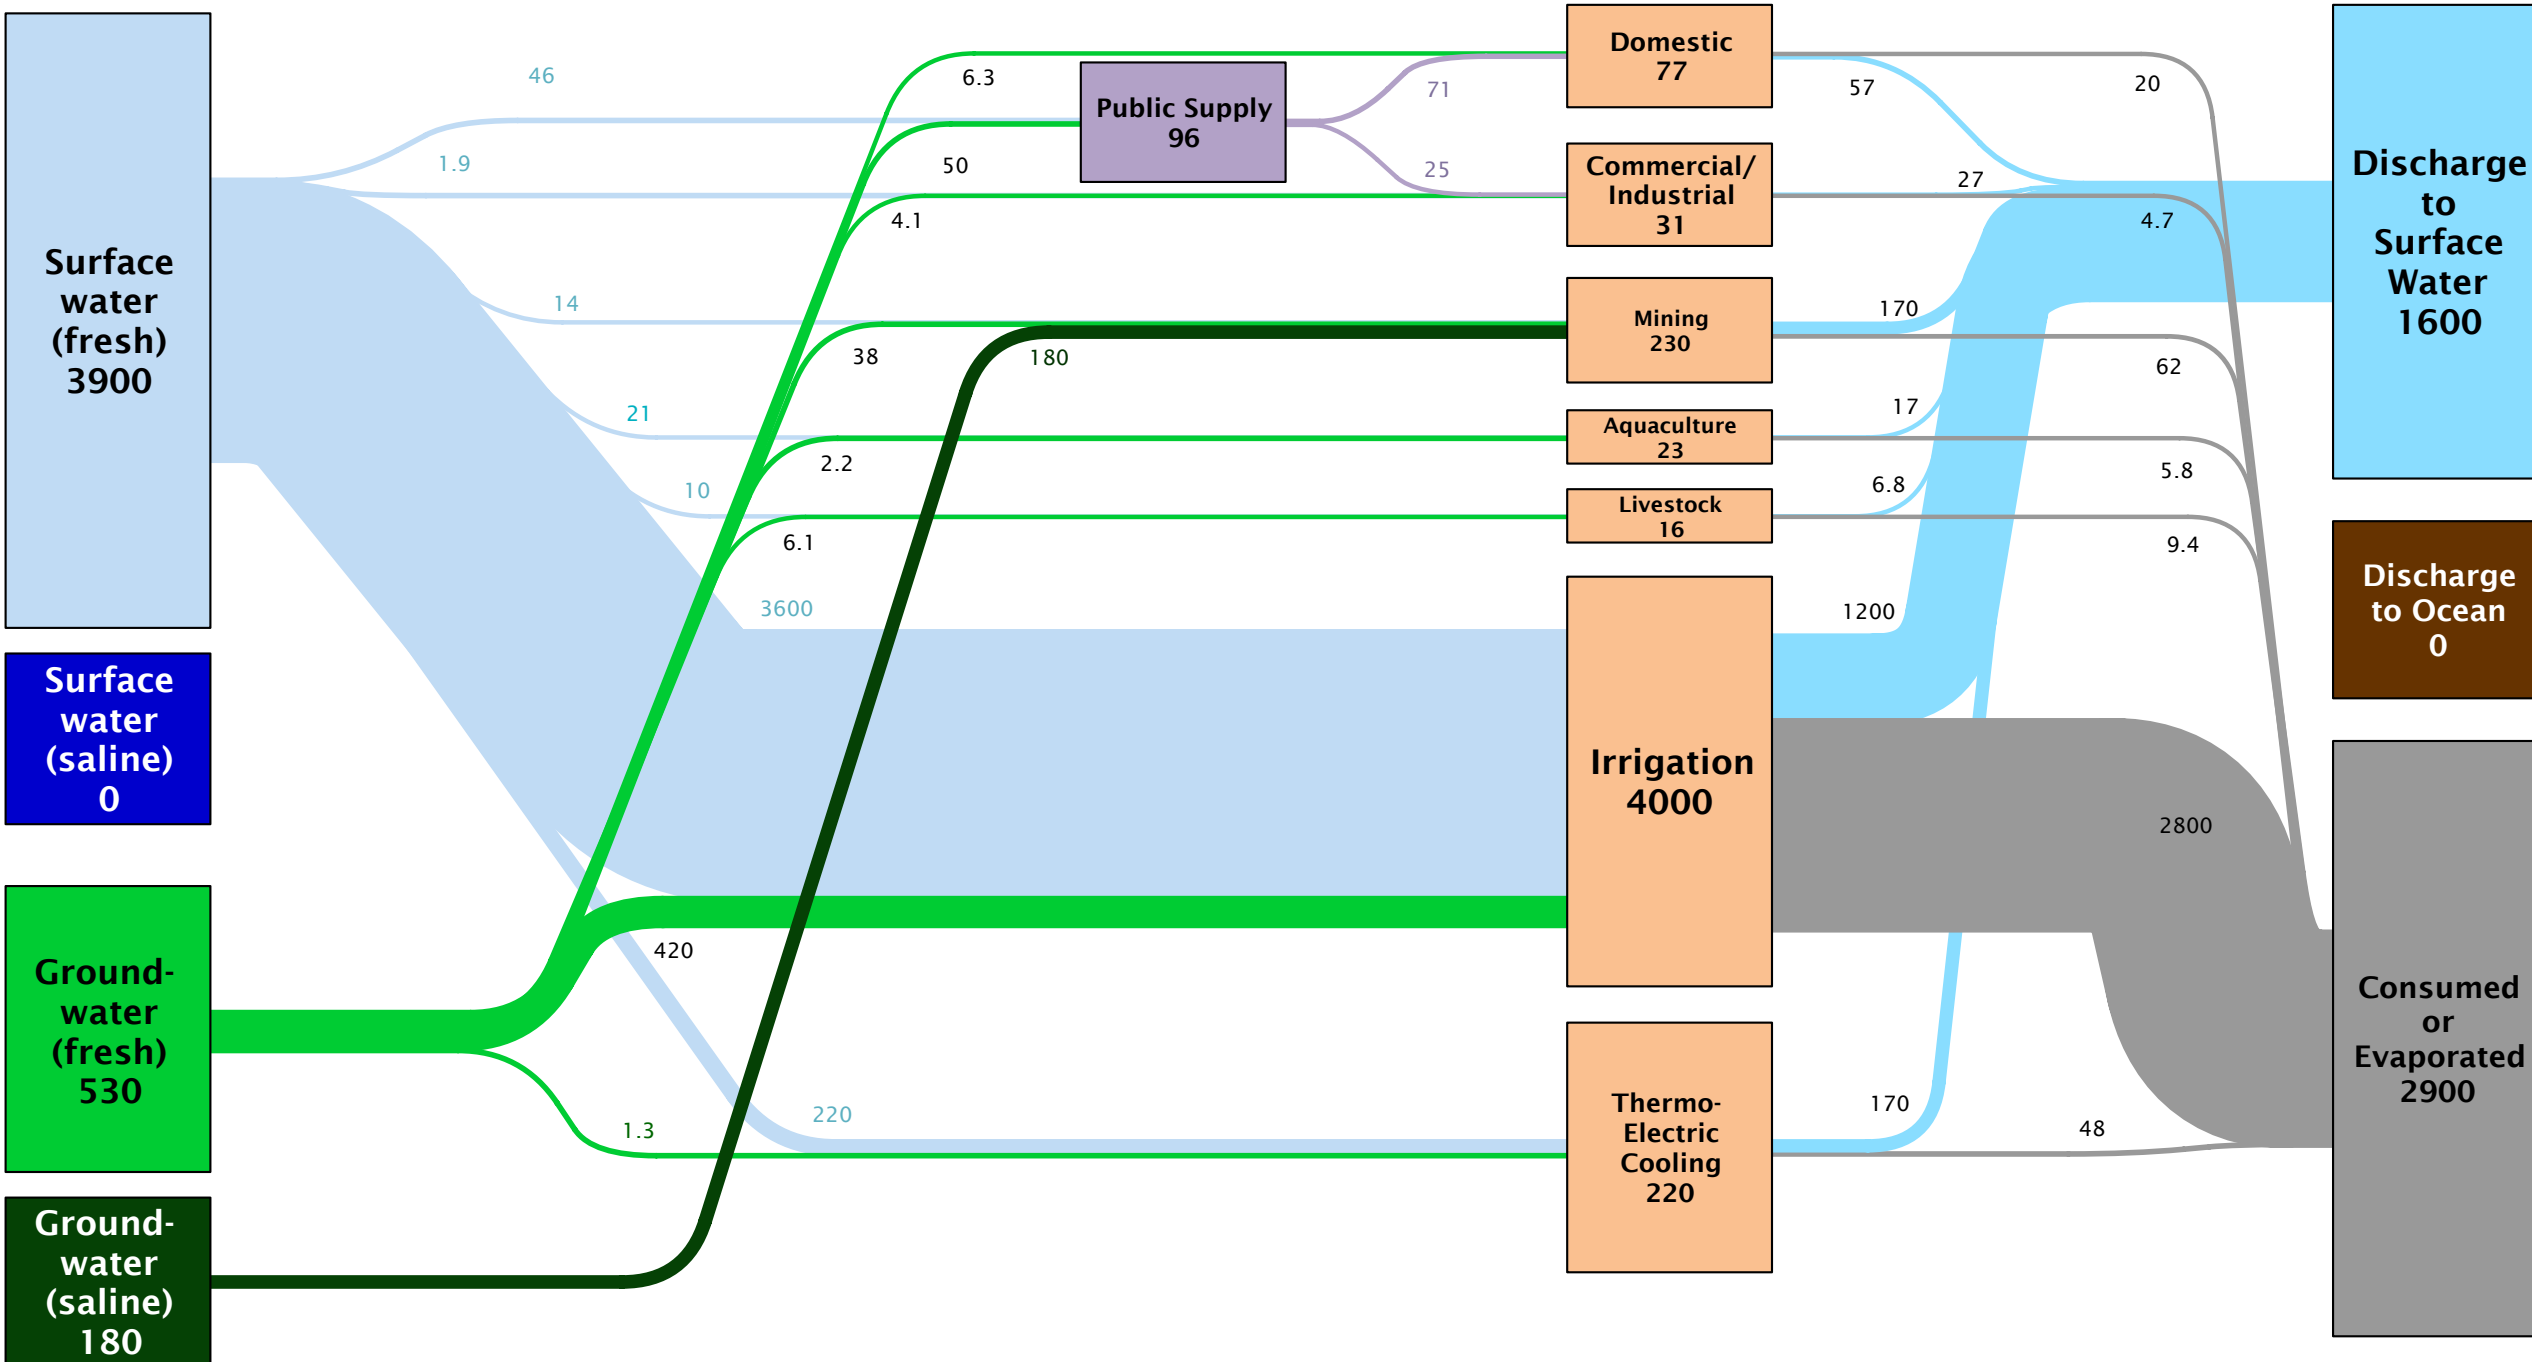 Surface
water
(fresh)
3900
Surface
water
(saline)
0
Ground-
water
(fresh)
530
Ground-
water
(saline)
180
46
1.9
14
21
10
3600
220
6.3
50
4.1
38
180
2.2
6.1
420
1.3
Public Supply
96
71
25
Domestic
77
Commercial/
Industrial
31
Mining
230
Aquaculture
23
Livestock
16
Irrigation
4000
Thermo-
Electric
Cooling
220
57
20
27
4.7
170
62
17
5.8
6.8
9.4
1200
2800
170
48
Discharge
to
Surface
Water
1600
Discharge
to Ocean
0
Consumed
or
Evaporated
2900